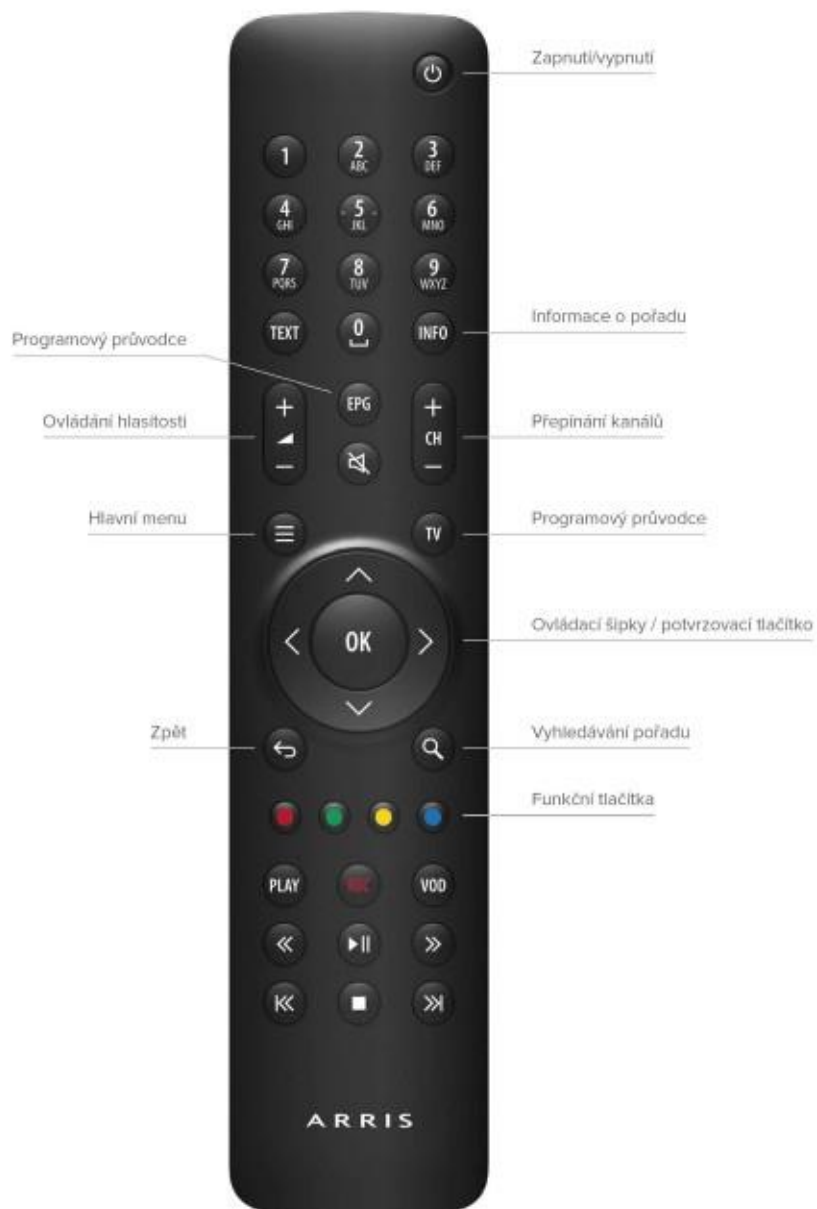 Zapnutí/vypnutí
1 2 3
ABC DEF
4 5 6
GHI JKL MNO
7 8 9
PQRS TUV WXYZ
TEXT 0 INFO
Informace o pořadu
Programový průvodce
EPG
+ +
Ovládání hlasitosti
CH
Přepínání kanálů
− −
Hlavní menu
TV
Programový průvodce
OK
Ovládací šipky / potvrzovací tlačítko
Zpět
Vyhledávání pořadu
Funkční tlačítka
PLAY REC VOD
ARRIS